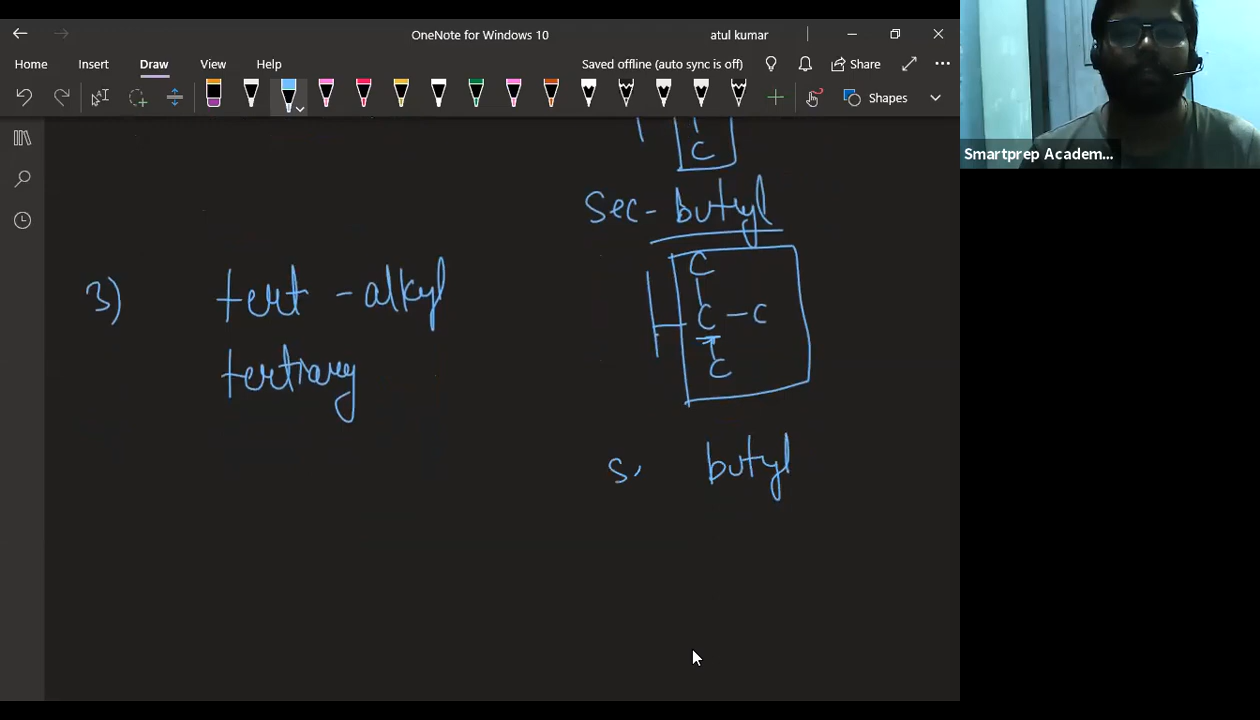 OneNote for Windows 10
atul kumar
Home Insert Draw View Help
Saved offline (auto sync is off)
Share
Shapes
Smartprep Academ...
C
Sec- butyl
C
C - C
C
3) tert - alkyl
tertiary
s butyl